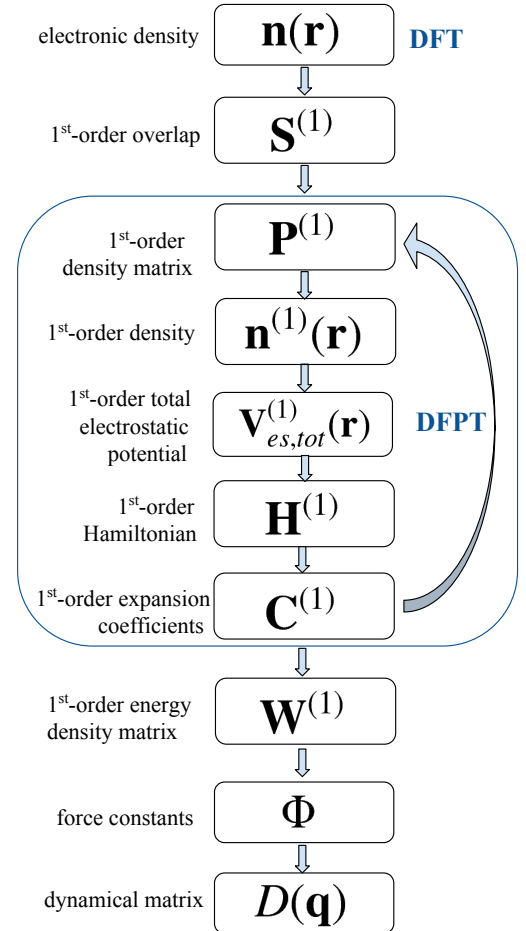 electronic density
n(r)
DFT
1st-order overlap
S(1)
1st-order
density matrix
P(1)
1st-order density
n(1)(r)
1st-order total
electrostatic
potential
V(1)es,tot(r)
DFPT
1st-order
Hamiltonian
H(1)
1st-order expansion
coefficients
C(1)
1st-order energy
density matrix
W(1)
force constants
Φ
dynamical matrix
D(q)